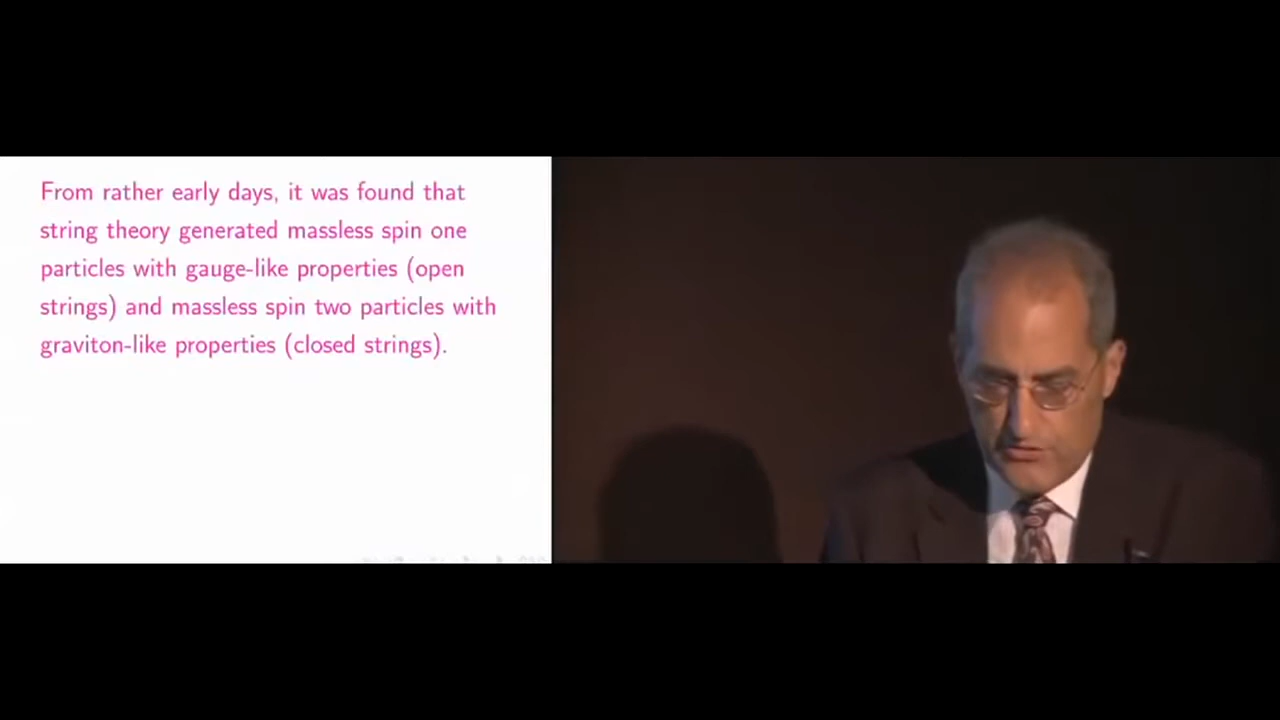 From rather early days, it was found that
string theory generated massless spin one
particles with gauge-like properties (open
strings) and massless spin two particles with
graviton-like properties (closed strings).